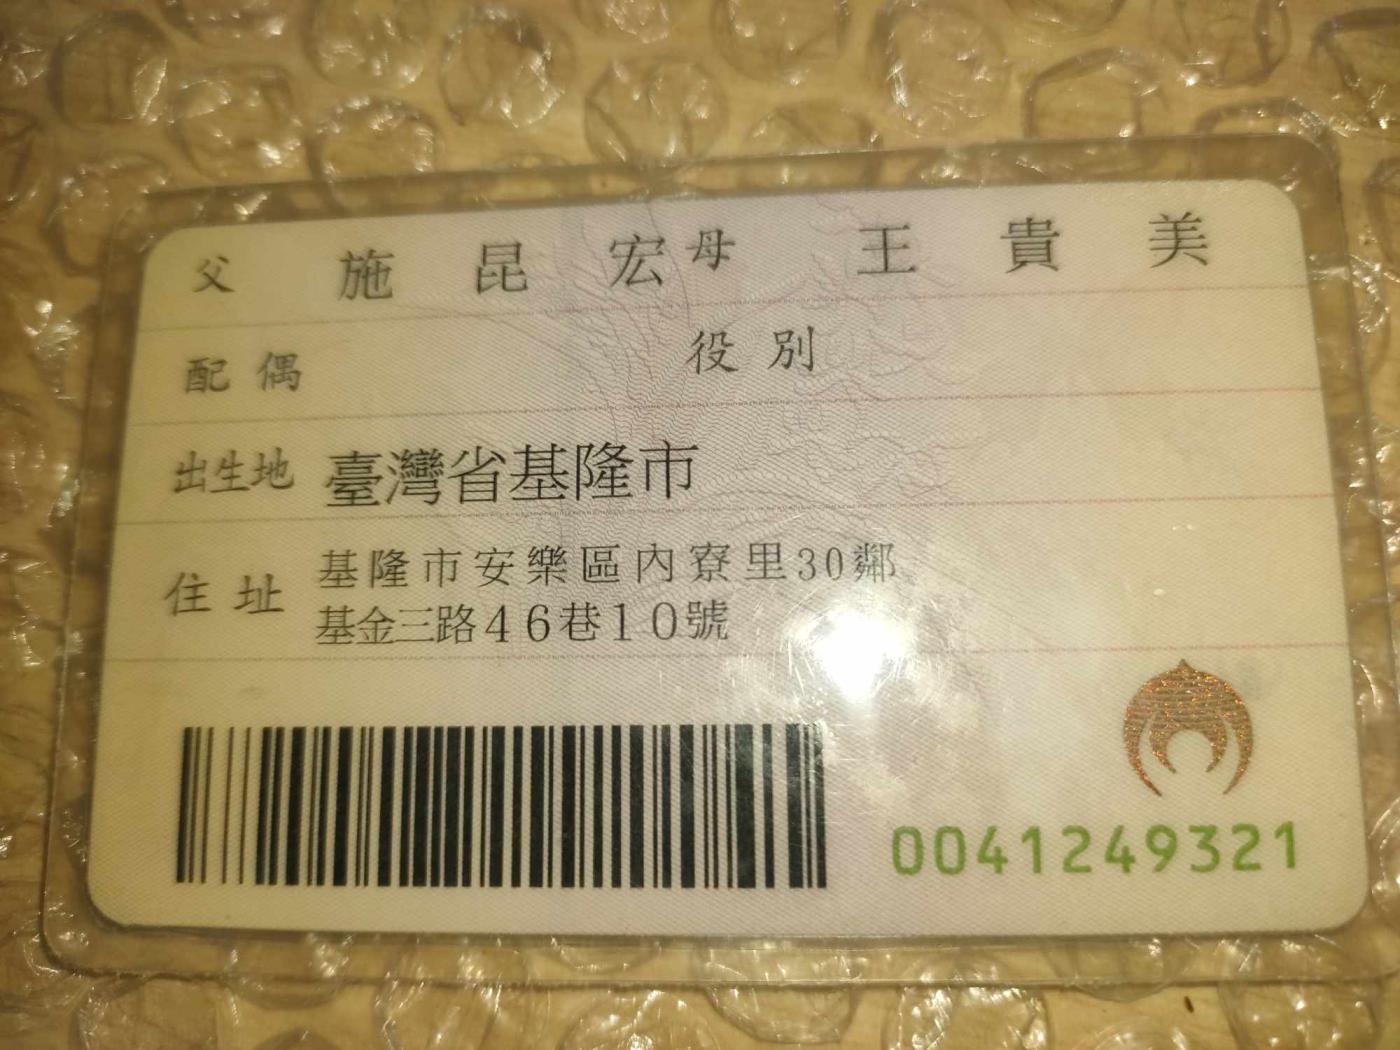 父 施昆宏 母 王貴美
配偶 役別
出生地 臺灣省基隆市
住址 基隆市安樂區內寮里30鄰
基金三路46巷10號
0041249321